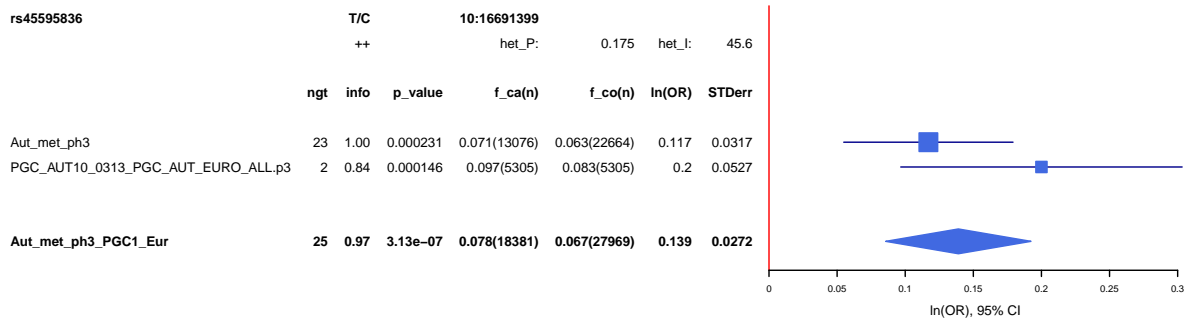 rs45595836 T/C 10:16691399
++ het_P: 0.175 het_I: 45.6
ngt info p_value f_ca(n) f_co(n) ln(OR) STDerr
Aut_met_ph3 23 1.00 0.000231 0.071(13076) 0.063(22664) 0.117 0.0317
PGC_AUT10_0313_PGC_AUT_EURO_ALL.p3 2 0.84 0.000146 0.097(5305) 0.083(5305) 0.2 0.0527
Aut_met_ph3_PGC1_Eur 25 0.97 3.13e−07 0.078(18381) 0.067(27969) 0.139 0.0272
0 0.05 0.1 0.15 0.2 0.25 0.3
ln(OR), 95% CI